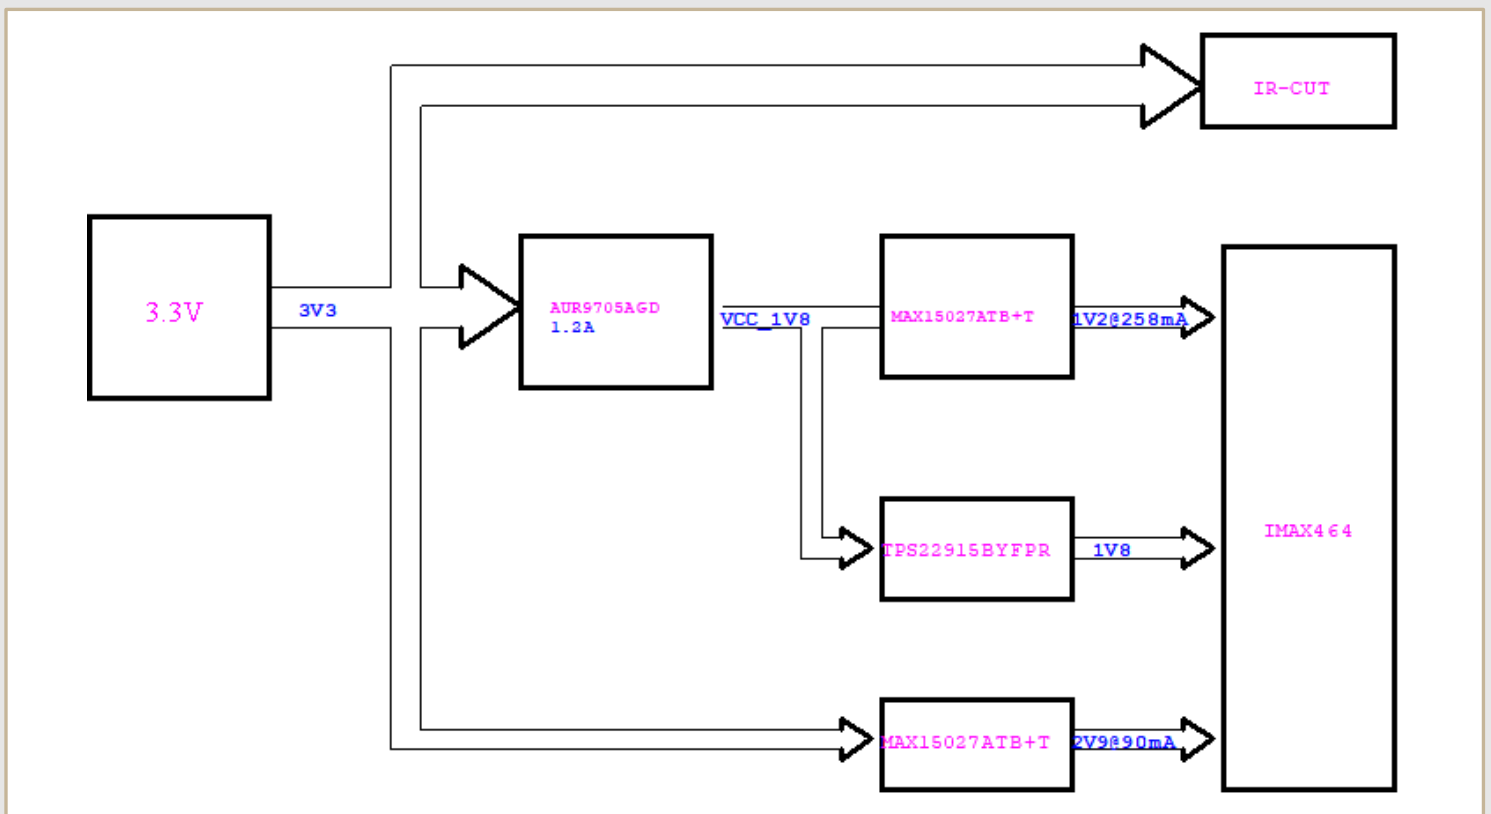 IR-CUT
3.3V
3V3
AUR9705AGD
1.2A
VCC_1V8
MAX15027ATB+T
1V2@258mA
TPS22915BYFPR
1V8
IMAX464
MAX15027ATB+T
2V9@90mA